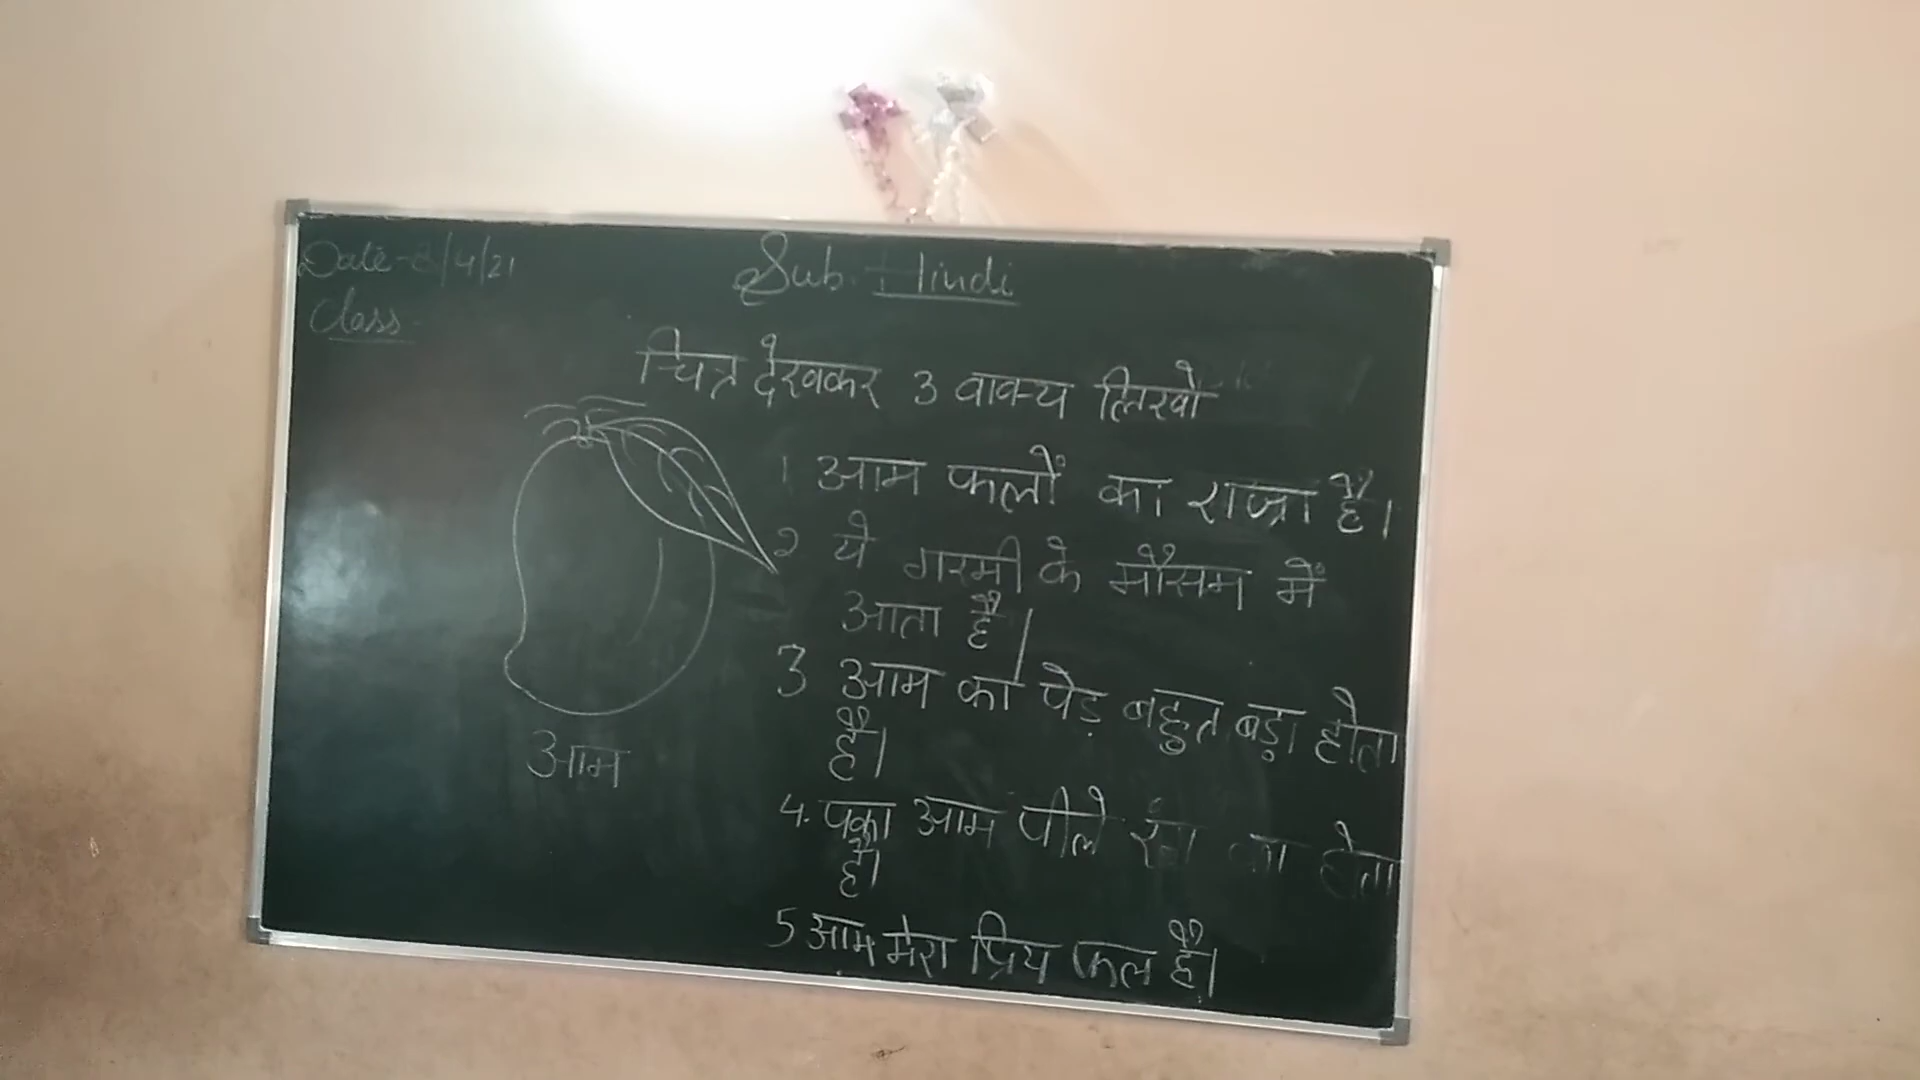 Date-8/4/21
Class
Sub. Hindi
चित्र देखकर 3 वाक्य लिखो
1 आम फलों का राजा है।
2 ये गरमी के मौसम में
आता है।
3 आम का पेड़ बहुत बड़ा होता
है।
4. पक्का आम पीले रंग का होता
है।
5 आम मेरा प्रिय फल है।
आम